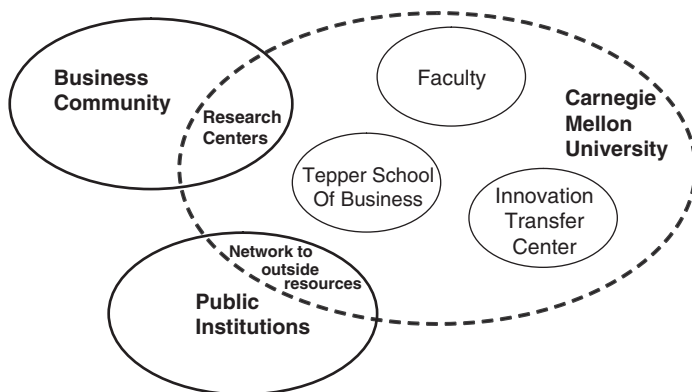 Business
Community
Research
Centers
Faculty
Carnegie
Mellon
University
Tepper School
Of Business
Innovation
Transfer
Center
Network to
outside
resources
Public
Institutions